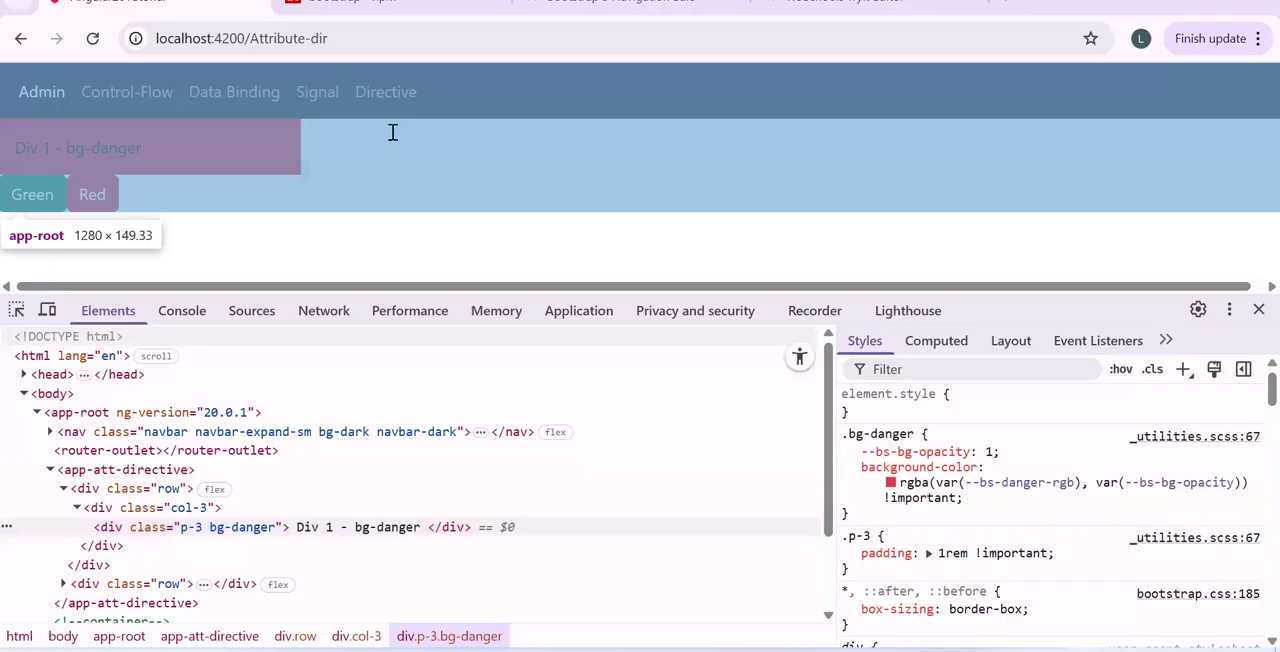 localhost:4200/Attribute-dir
L
Finish update
Admin Control-Flow Data Binding Signal Directive
Div 1 - bg-danger
Green Red
app-root 1280 × 149.33
Elements Console Sources Network Performance Memory Application Privacy and security Recorder Lighthouse
<!DOCTYPE html>
<html lang="en"> scroll
<head> ⋯ </head>
<body>
<app-root ng-version="20.0.1">
<nav class="navbar navbar-expand-sm bg-dark navbar-dark"> ⋯ </nav> flex
<router-outlet></router-outlet>
<app-att-directive>
<div class="row"> flex
<div class="col-3">
<div class="p-3 bg-danger"> Div 1 - bg-danger </div> == $0
</div>
</div>
<div class="row"> ⋯ </div> flex
</app-att-directive>
<!--container-->
html body app-root app-att-directive div.row div.col-3 div.p-3.bg-danger
Styles Computed Layout Event Listeners
Filter :hov .cls
element.style {
}
.bg-danger { _utilities.scss:67
--bs-bg-opacity: 1;
background-color:
rgba(var(--bs-danger-rgb), var(--bs-bg-opacity))
!important;
}
.p-3 { _utilities.scss:67
padding: 1rem !important;
}
*, ::after, ::before { bootstrap.css:185
box-sizing: border-box;
}
div {